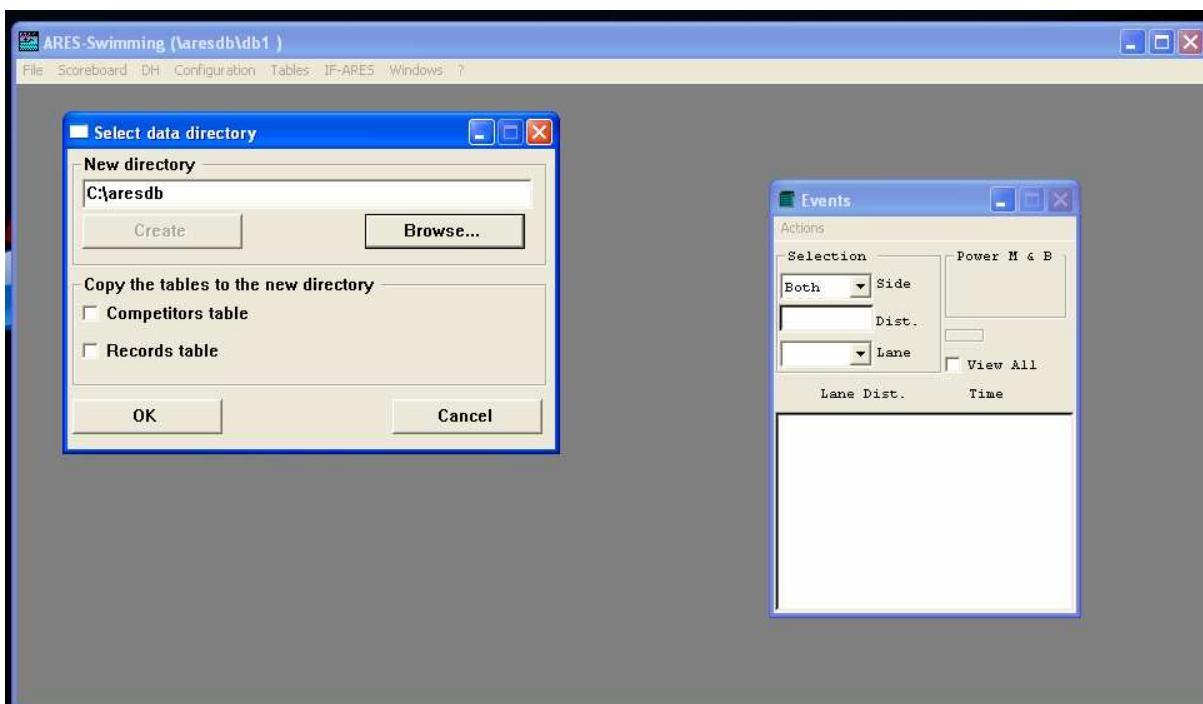 ARES-Swimming (\aresdb\db1 )
File Scoreboard DH Configuration Tables IF-ARES Windows ?
Select data directory
New directory
C:\aresdb
Create Browse...
Copy the tables to the new directory
Competitors table
Records table
OK Cancel
Events
Actions
Selection Power M & B
Both Side
Dist.
Lane
View All
Lane Dist. Time